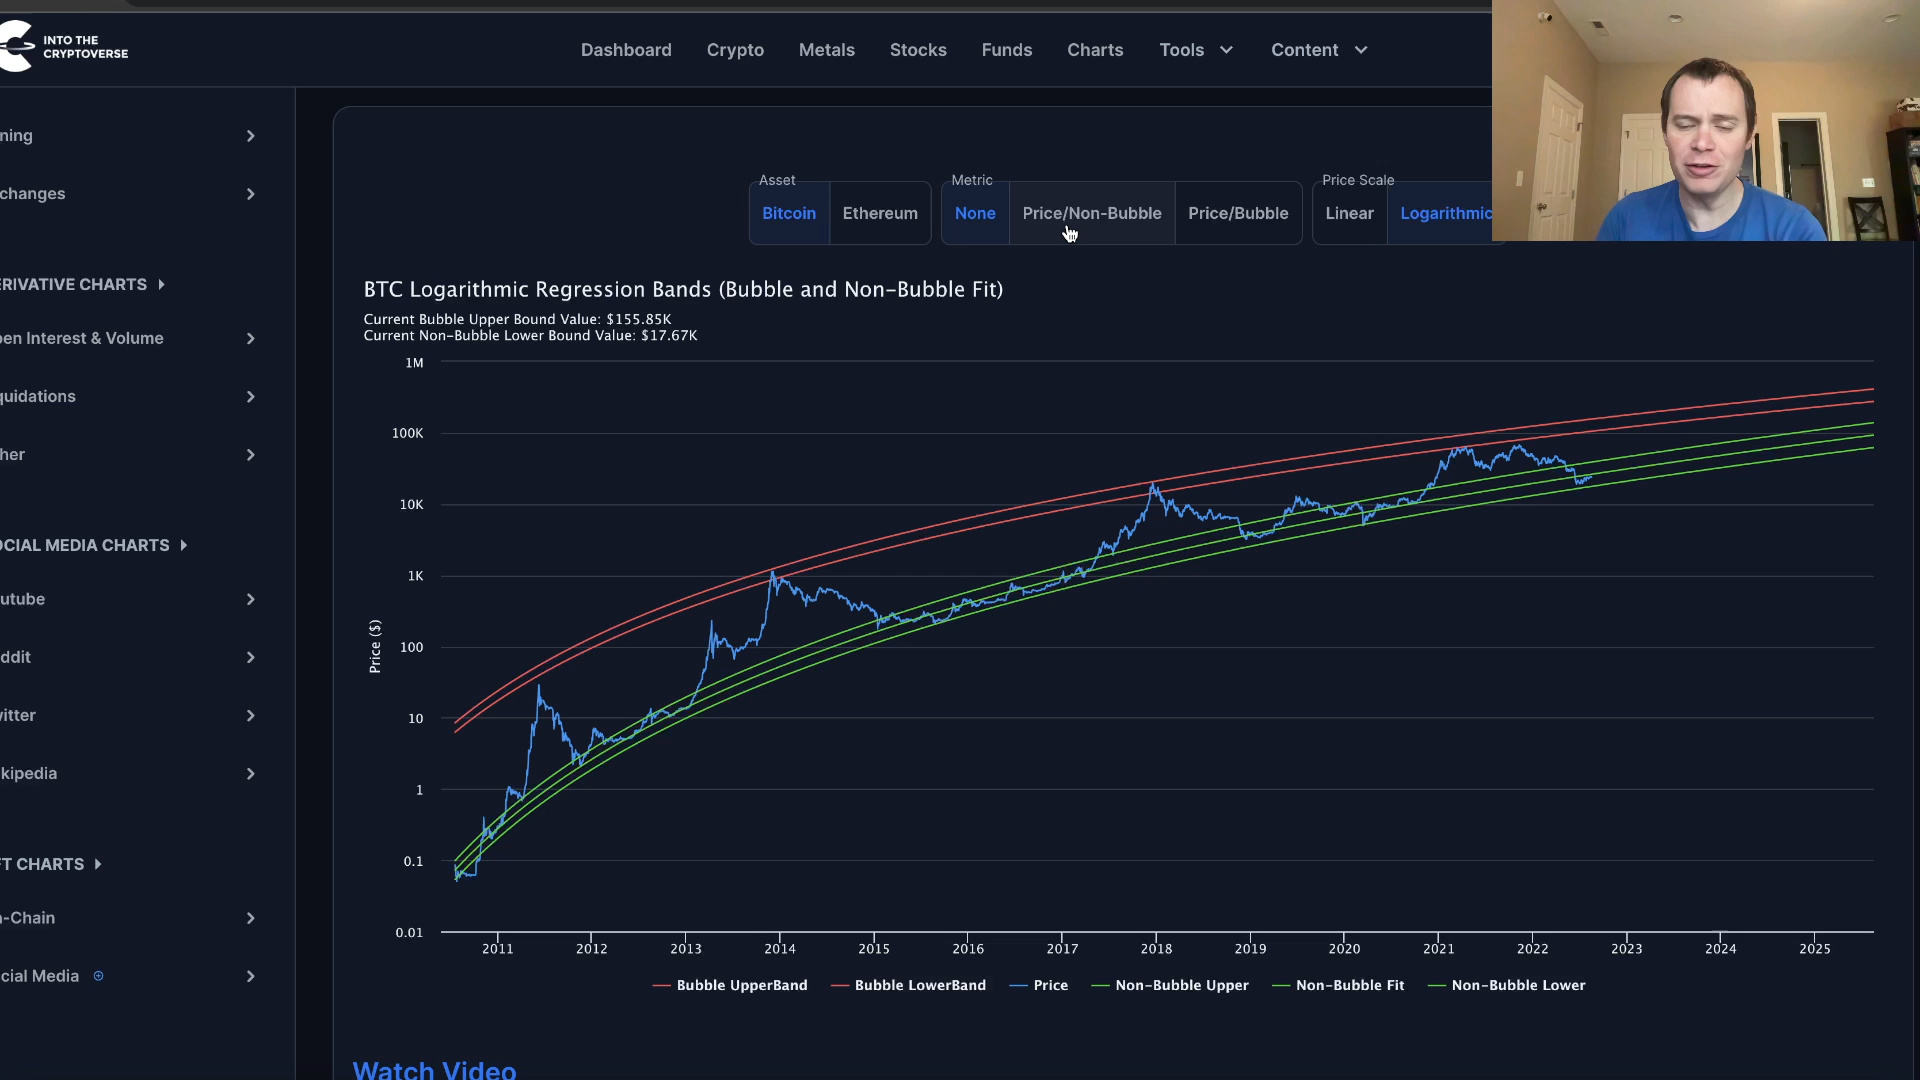 INTO THE
CRYPTOVERSE
Dashboard Crypto Metals Stocks Funds Charts Tools Content
ning
changes
ERIVATIVE CHARTS
pen Interest & Volume
quidations
her
OCIAL MEDIA CHARTS
utube
ddit
witter
kipedia
FT CHARTS
n-Chain
cial Media
Asset Metric Price Scale
Bitcoin Ethereum None Price/Non-Bubble Price/Bubble Linear Logarithmic
BTC Logarithmic Regression Bands (Bubble and Non-Bubble Fit)
Current Bubble Upper Bound Value: $155.85K
Current Non-Bubble Lower Bound Value: $17.67K
1M
100K
10K
1K
100
10
1
0.1
0.01
Price ($)
2011 2012 2013 2014 2015 2016 2017 2018 2019 2020 2021 2022 2023 2024 2025
Bubble UpperBand Bubble LowerBand Price Non-Bubble Upper Non-Bubble Fit Non-Bubble Lower
Watch Video